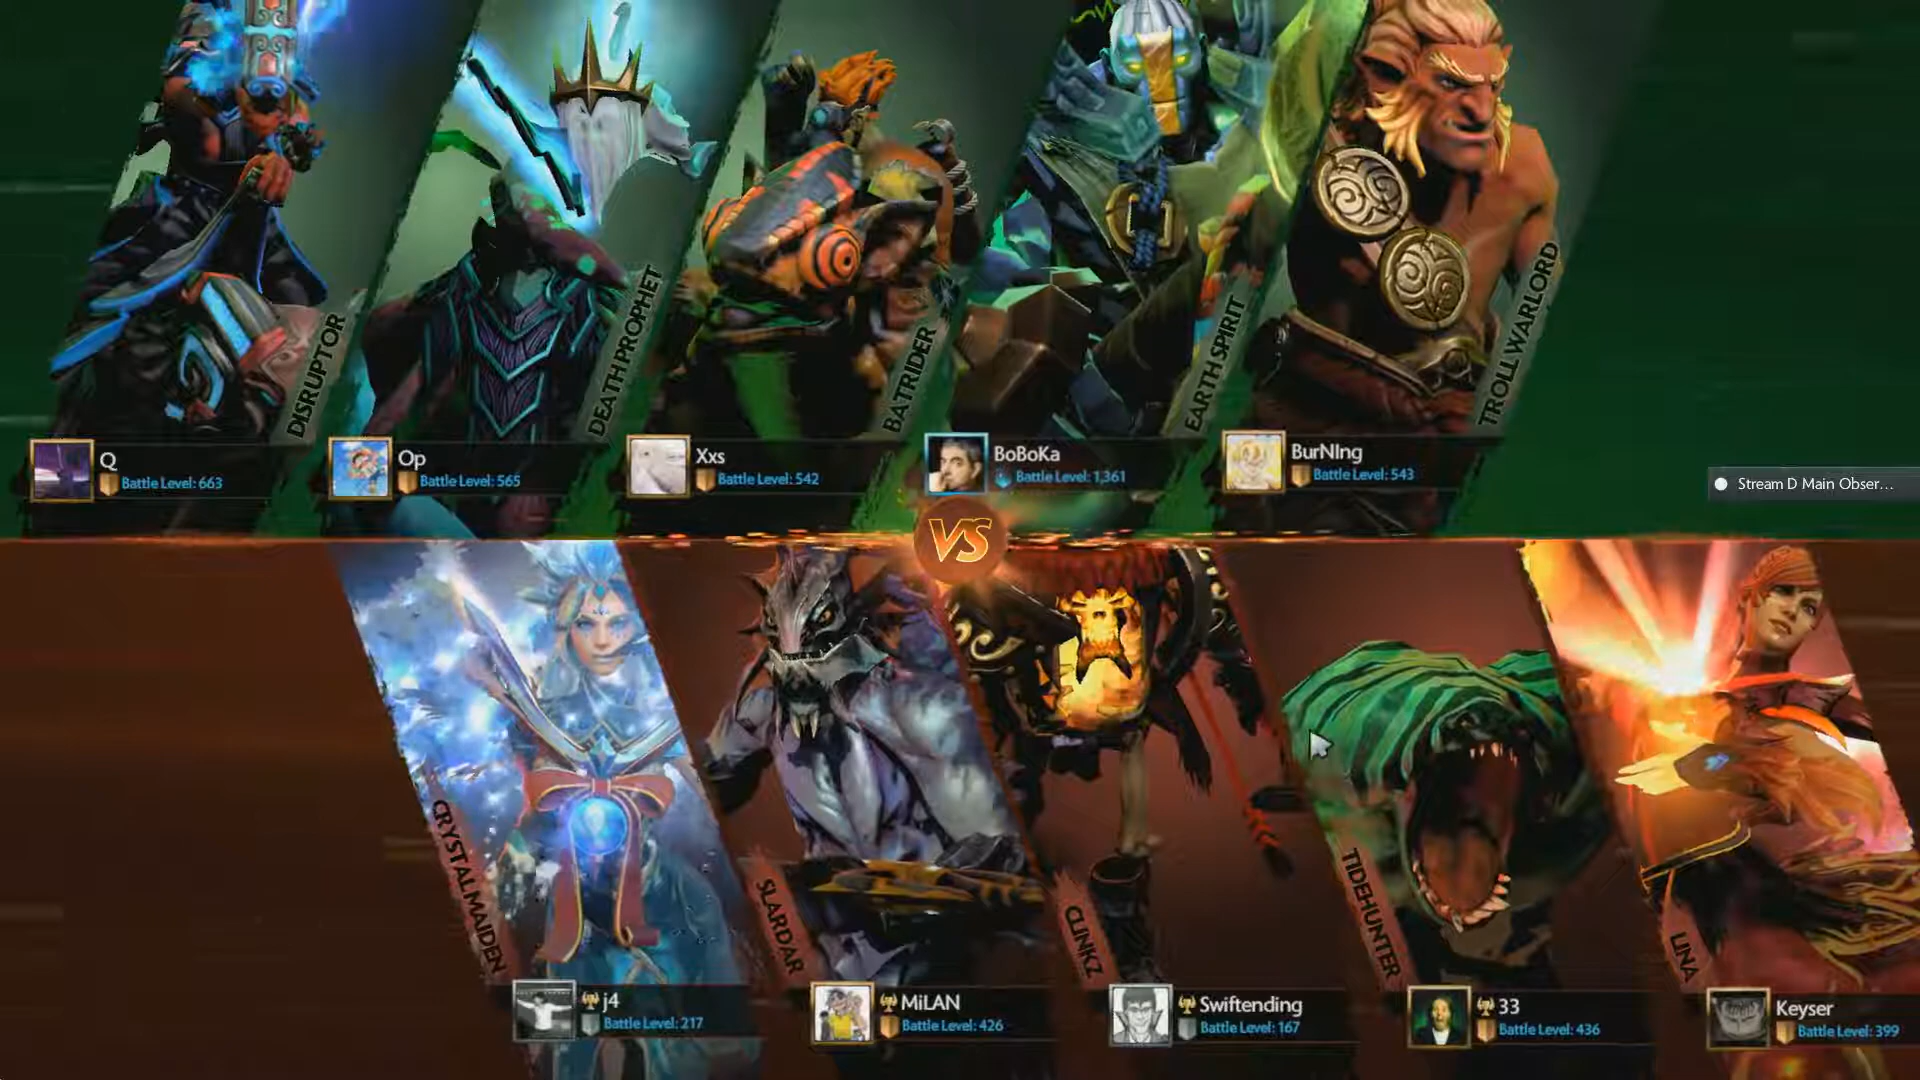 DISRUPTOR
DEATH PROPHET
BATRIDER
EARTH SPIRIT
TROLL WARLORD
Q
Battle Level: 663
Op
Battle Level: 565
Xxs
Battle Level: 542
BoBoKa
Battle Level: 1,361
BurNIng
Battle Level: 543
Stream D Main Obser...
VS
CRYSTAL MAIDEN
SLARDAR
CLINKZ
TIDEHUNTER
LINA
j4
Battle Level: 217
MiLAN
Battle Level: 426
Swiftending
Battle Level: 167
33
Battle Level: 436
Keyser
Battle Level: 399